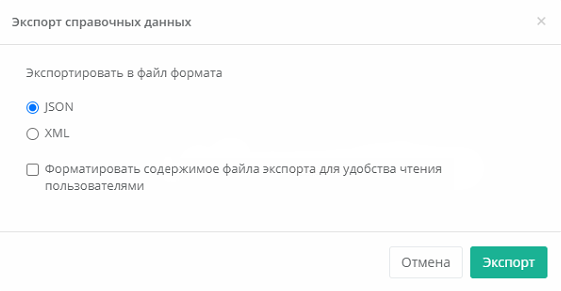 Экспорт справочных данных
×
Экспортировать в файл формата
JSON
XML
Форматировать содержимое файла экспорта для удобства чтения
пользователями
Отмена
Экспорт